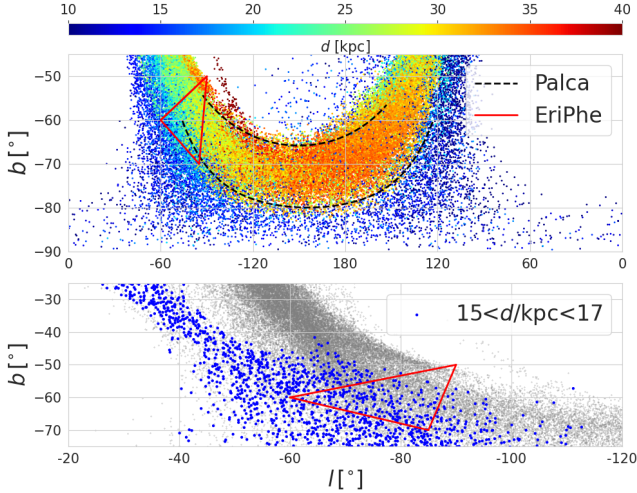 10 15 20 25 30 35 40
d [kpc]
−50
−60
−70
−80
−90
b [°]
Palca
EriPhe
0 -60 -120 180 120 60 0
−30
−40
−50
−60
−70
b [°]
15<d/kpc<17
-20 -40 -60 -80 -100 -120
l [°]